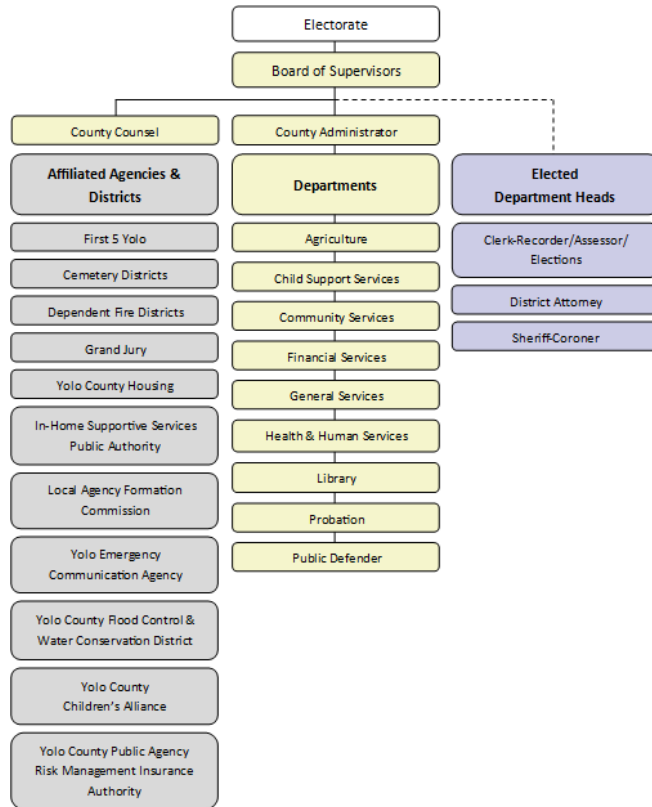 Electorate
Board of Supervisors
County Counsel
County Administrator
Affiliated Agencies &
Districts
First 5 Yolo
Cemetery Districts
Dependent Fire Districts
Grand Jury
Yolo County Housing
In-Home Supportive Services
Public Authority
Local Agency Formation
Commission
Yolo Emergency
Communication Agency
Yolo County Flood Control &
Water Conservation District
Yolo County
Children's Alliance
Yolo County Public Agency
Risk Management Insurance
Authority
Departments
Agriculture
Child Support Services
Community Services
Financial Services
General Services
Health & Human Services
Library
Probation
Public Defender
Elected
Department Heads
Clerk-Recorder/Assessor/
Elections
District Attorney
Sheriff-Coroner